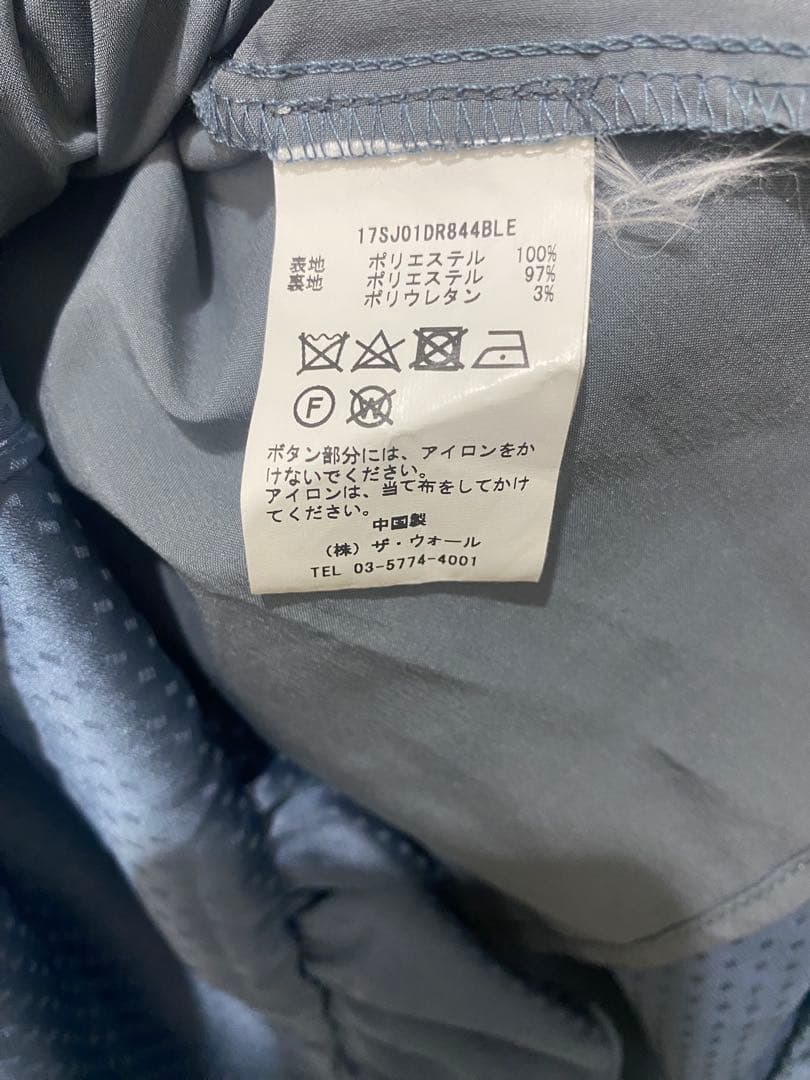 17SJ01DR844BLE
表地 ポリエステル 100%
裏地 ポリエステル 97%
ポリウレタン 3%
F W
ボタン部分には、アイロンをか
けないでください。
アイロンは、当て布をしてかけ
てください。
中国製
（株）ザ・ウォール
TEL 03-5774-4001